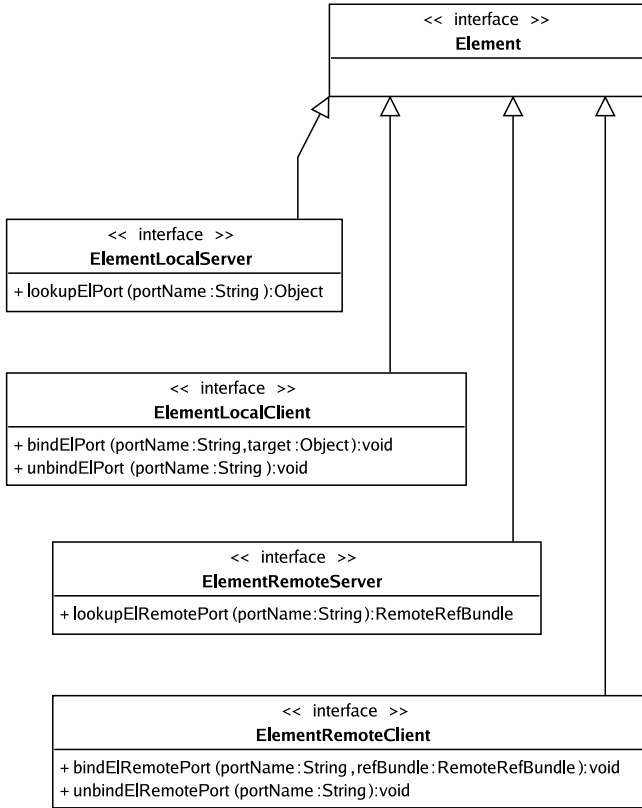 << interface >>
Element
<< interface >>
ElementLocalServer
+ lookupElPort (portName :String ):Object
<< interface >>
ElementLocalClient
+ bindElPort (portName :String ,target :Object ):void
+ unbindElPort (portName :String ):void
<< interface >>
ElementRemoteServer
+ lookupElRemotePort (portName :String ):RemoteRefBundle
<< interface >>
ElementRemoteClient
+ bindElRemotePort (portName :String ,refBundle :RemoteRefBundle ):void
+ unbindElRemotePort (portName :String ):void